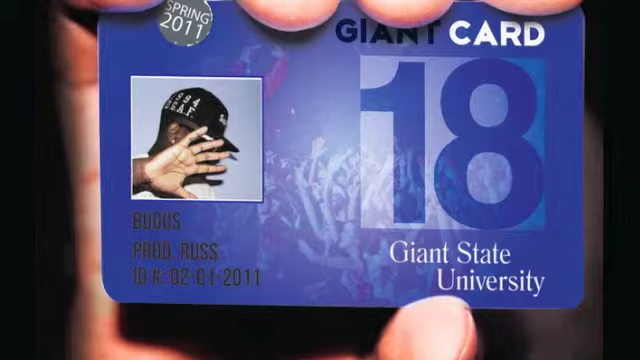 SPRING
2011
GIANT CARD
18
BUGUS
PROD. RUSS
ID #: 02-01-2011
Giant State
University